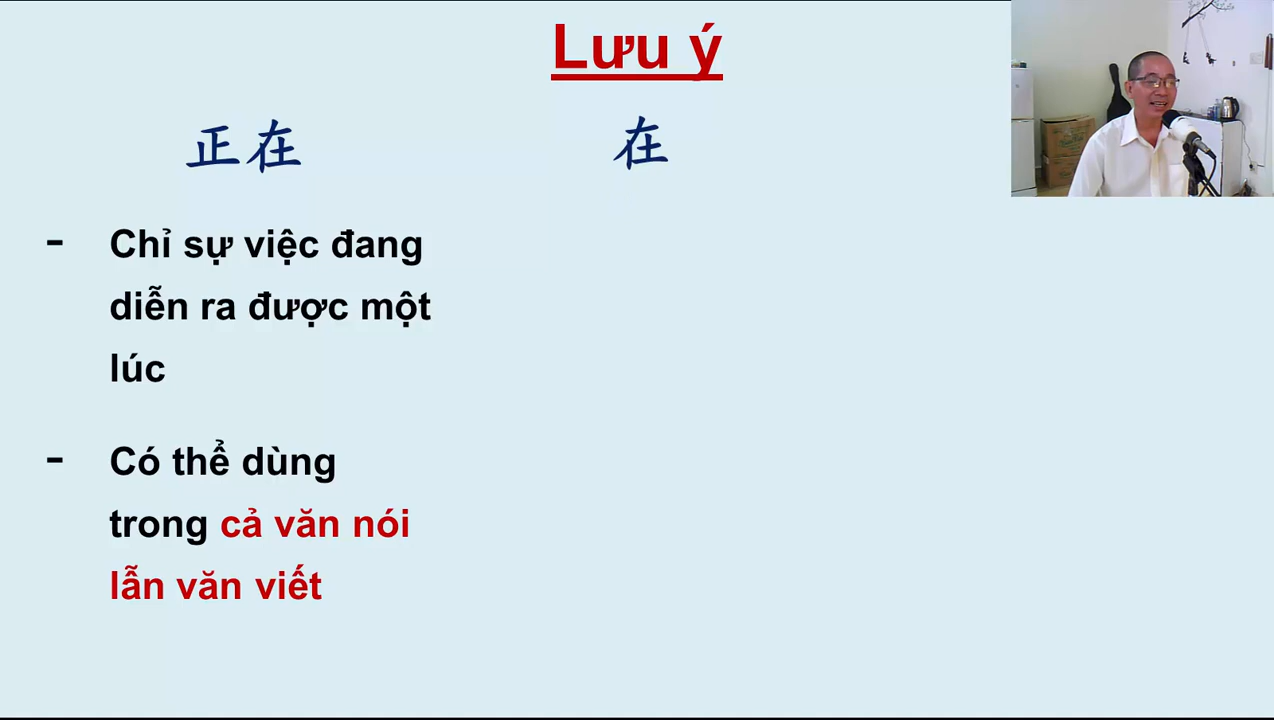 Lưu ý
正在
在
- Chỉ sự việc đang
diễn ra được một
lúc
- Có thể dùng
trong cả văn nói
lẫn văn viết